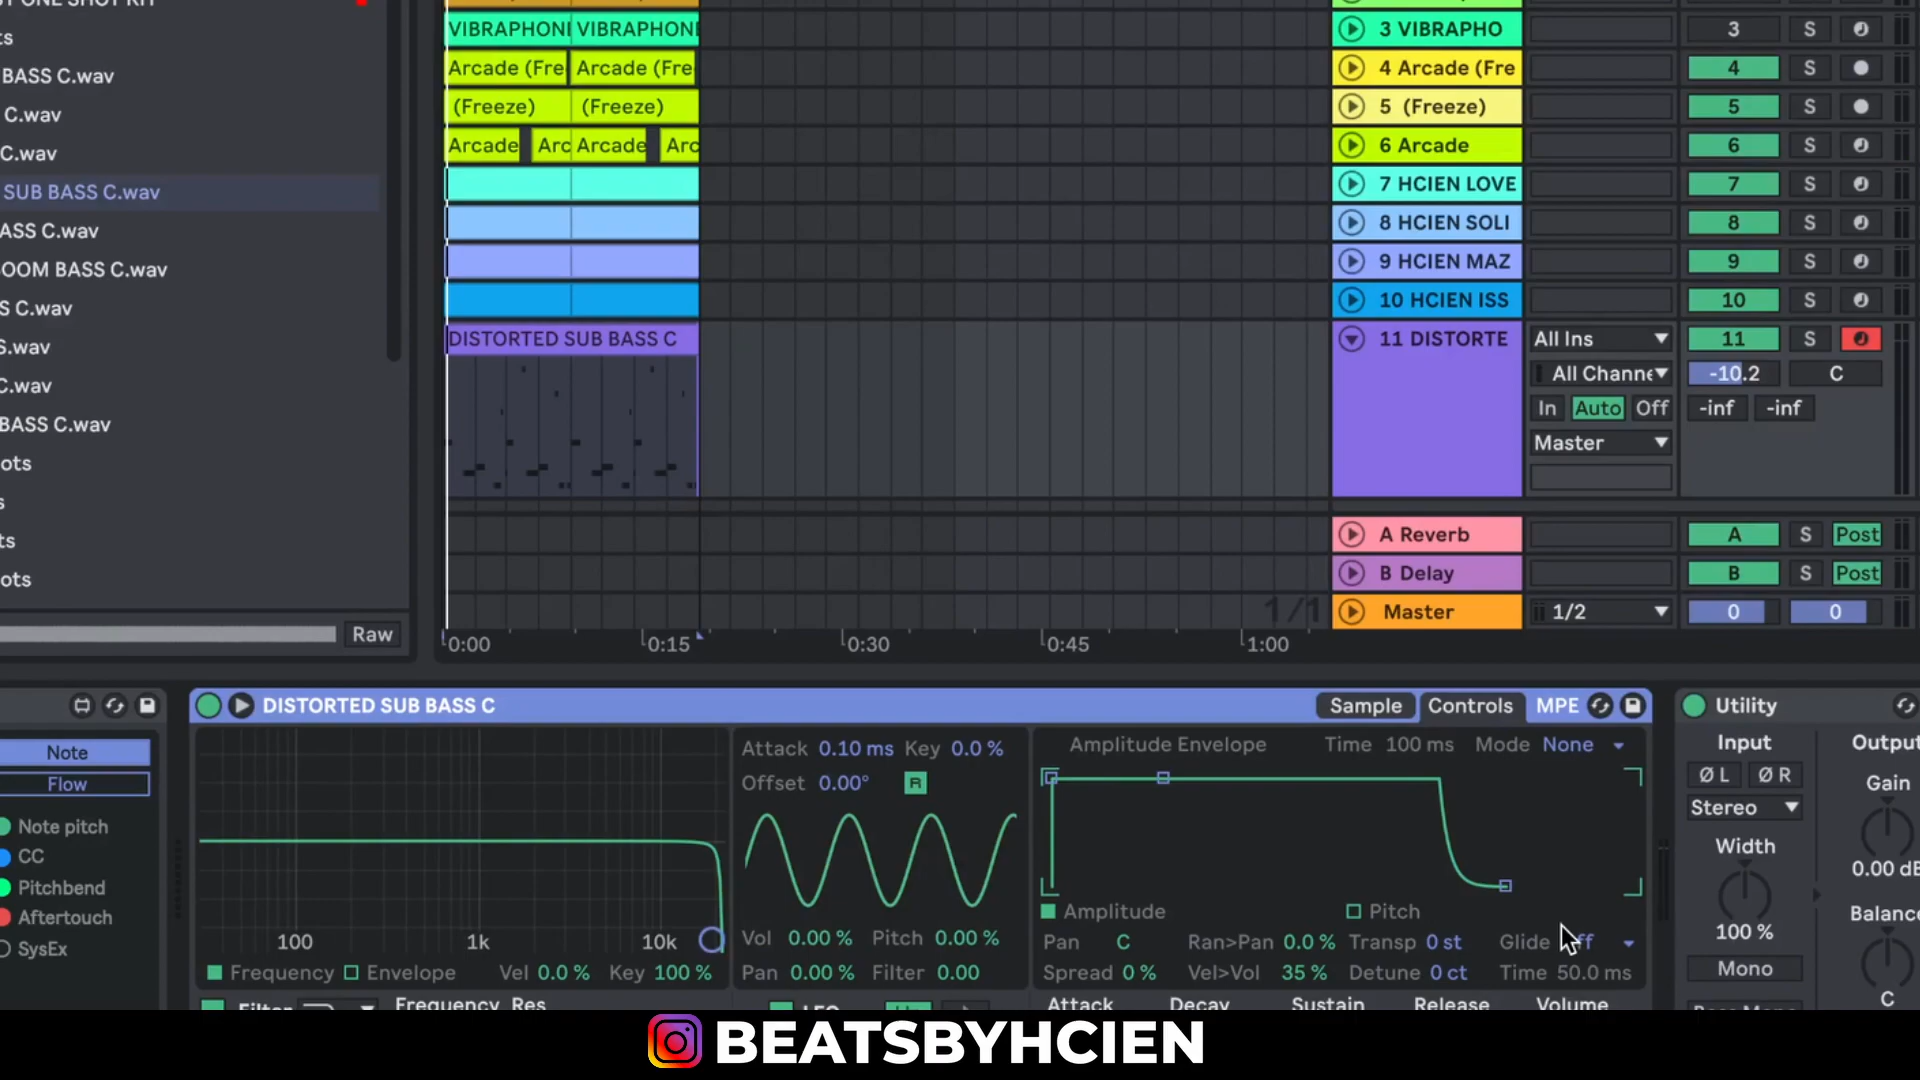 ts
BASS C.wav
C.wav
C.wav
SUB BASS C.wav
ASS C.wav
OOM BASS C.wav
S C.wav
S.wav
C.wav
BASS C.wav
ots
s
ts
ots
Raw
VIBRAPHONI VIBRAPHONI
Arcade (Fre Arcade (Fre
(Freeze) (Freeze)
Arcade Arc Arcade Arc
DISTORTED SUB BASS C
1/1
0:00 0:15 0:30 0:45 1:00
3 VIBRAPHO 3 S
4 Arcade (Fre 4 S
5 (Freeze) 5 S
6 Arcade 6 S
7 HCIEN LOVE 7 S
8 HCIEN SOLI 8 S
9 HCIEN MAZ 9 S
10 HCIEN ISS 10 S
11 DISTORTE All Ins 11 S
All Channe -10.2 C
In Auto Off -inf -inf
Master
A Reverb A S Post
B Delay B S Post
Master 1/2 0 0
Note
Flow
Note pitch
CC
Pitchbend
Aftertouch
SysEx
DISTORTED SUB BASS C Sample Controls MPE
100 1k 10k
Frequency Envelope Vel 0.0 % Key 100 %
Frequency Res
Attack 0.10 ms Key 0.0 %
Offset 0.00° R
Vol 0.00 % Pitch 0.00 %
Pan 0.00 % Filter 0.00
Amplitude Envelope Time 100 ms Mode None
Amplitude Pitch
Pan C Ran>Pan 0.0 % Transp 0 st Glide
Spread 0 % Vel>Vol 35 % Detune 0 ct Time 50.0 ms
Attack Decay Sustain Release Volume
Utility
Input Output
Ø L Ø R Gain
Stereo
Width 0.00 dB
100 % Balance
Mono C
BEATSBYHCIEN